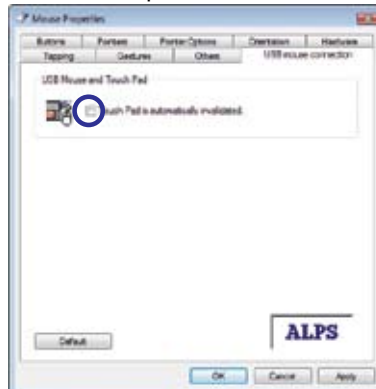 Mouse Properties
Buttons Pointers Pointer Options Orientation Hardware
Tapping Gestures Others USB mouse connection
USB Mouse and Touch Pad
Touch Pad is automatically invalidated.
ALPS
Default
OK Cancel Apply